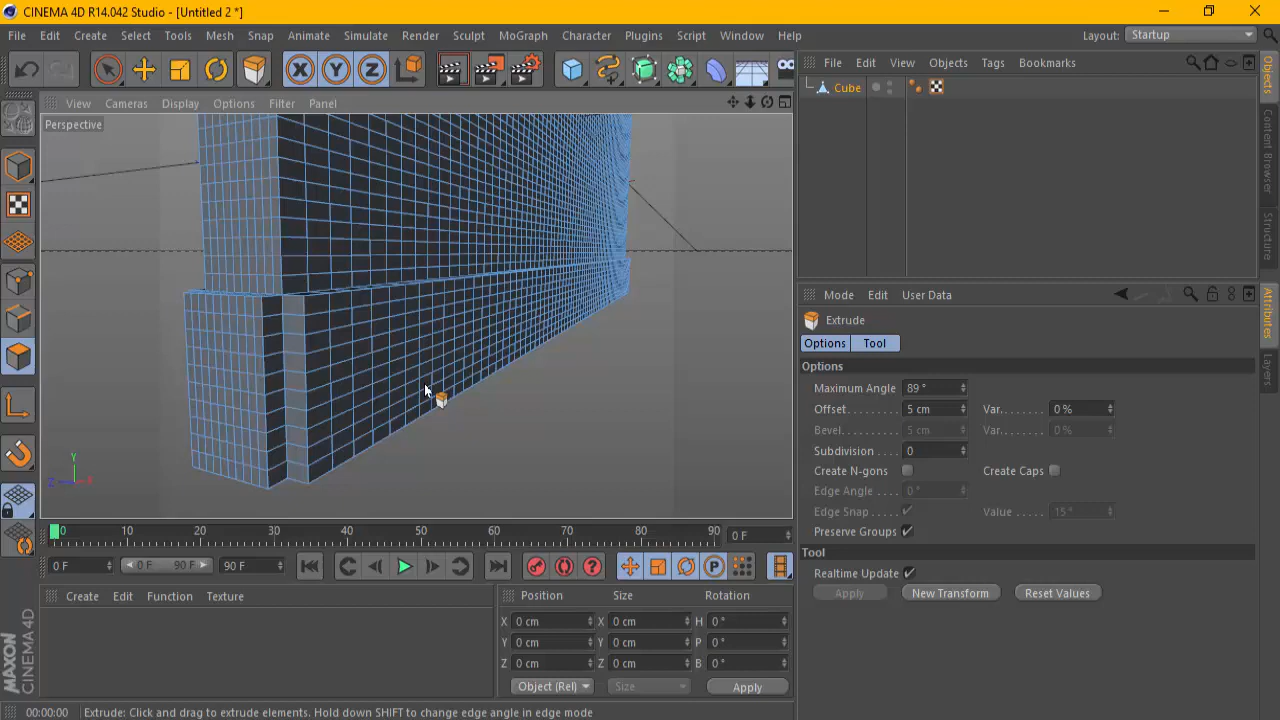 CINEMA 4D R14.042 Studio - [Untitled 2 *]
File Edit Create Select Tools Mesh Snap Animate Simulate Render Sculpt MoGraph Character Plugins Script Window Help Layout: Startup
X Y Z
File Edit View Objects Tags Bookmarks
Cube
View Cameras Display Options Filter Panel
Perspective
Objects
Content Browser
Structure
Attributes
Layers
Mode Edit User Data
Extrude
Options Tool
Options
Maximum Angle 89 °
Offset........ 5 cm Var....... 0 %
Bevel......... 5 cm Var....... 0 %
Subdivision 0
Create N-gons Create Caps
Edge Angle .... 0 °
Edge Snap .... Value ..... 15 °
Preserve Groups
Tool
Realtime Update
Apply New Transform Reset Values
Y
Z X
0 10 20 30 40 50 60 70 80 90 0 F
0 F 0 F 90 F 90 F
P
Create Edit Function Texture
Position Size Rotation
X 0 cm X 0 cm H 0 °
Y 0 cm Y 0 cm P 0 °
Z 0 cm Z 0 cm B 0 °
Object (Rel) Size Apply
MAXON
CINEMA 4D
00:00:00 Extrude: Click and drag to extrude elements. Hold down SHIFT to change edge angle in edge mode